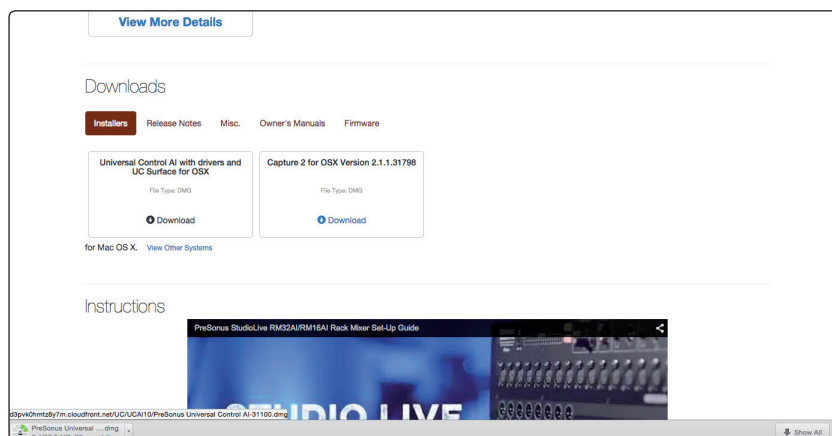 View More Details
Downloads
Installers Release Notes Misc. Owner's Manuals Firmware
Universal Control AI with drivers and
UC Surface for OSX
File Type: DMG
Download
Capture 2 for OSX Version 2.1.1.31798
File Type: DMG
Download
for Mac OS X. View Other Systems
Instructions
PreSonus StudioLive RM32AI/RM16AI Rack Mixer Set-Up Guide
STUDIO LIVE
d3pvk0hmtz8y7m.cloudfront.net/UC/UCAI10/PreSonus Universal Control AI-31100.dmg
PreSonus Universal ....dmg
Show All